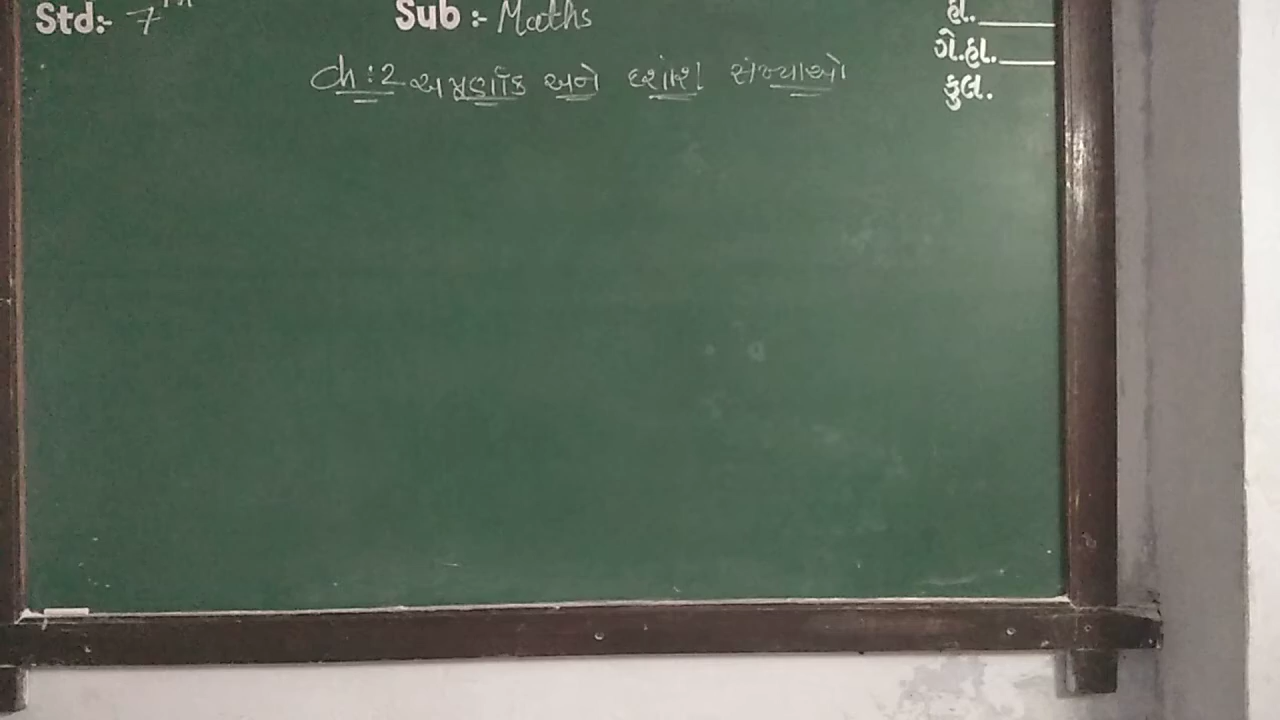 Std:- 7th Sub :- Maths
હા.
ગે.હા.
કુલ.
Ch : 2 અપૂર્ણાંક અને દશાંશ સંખ્યાઓ